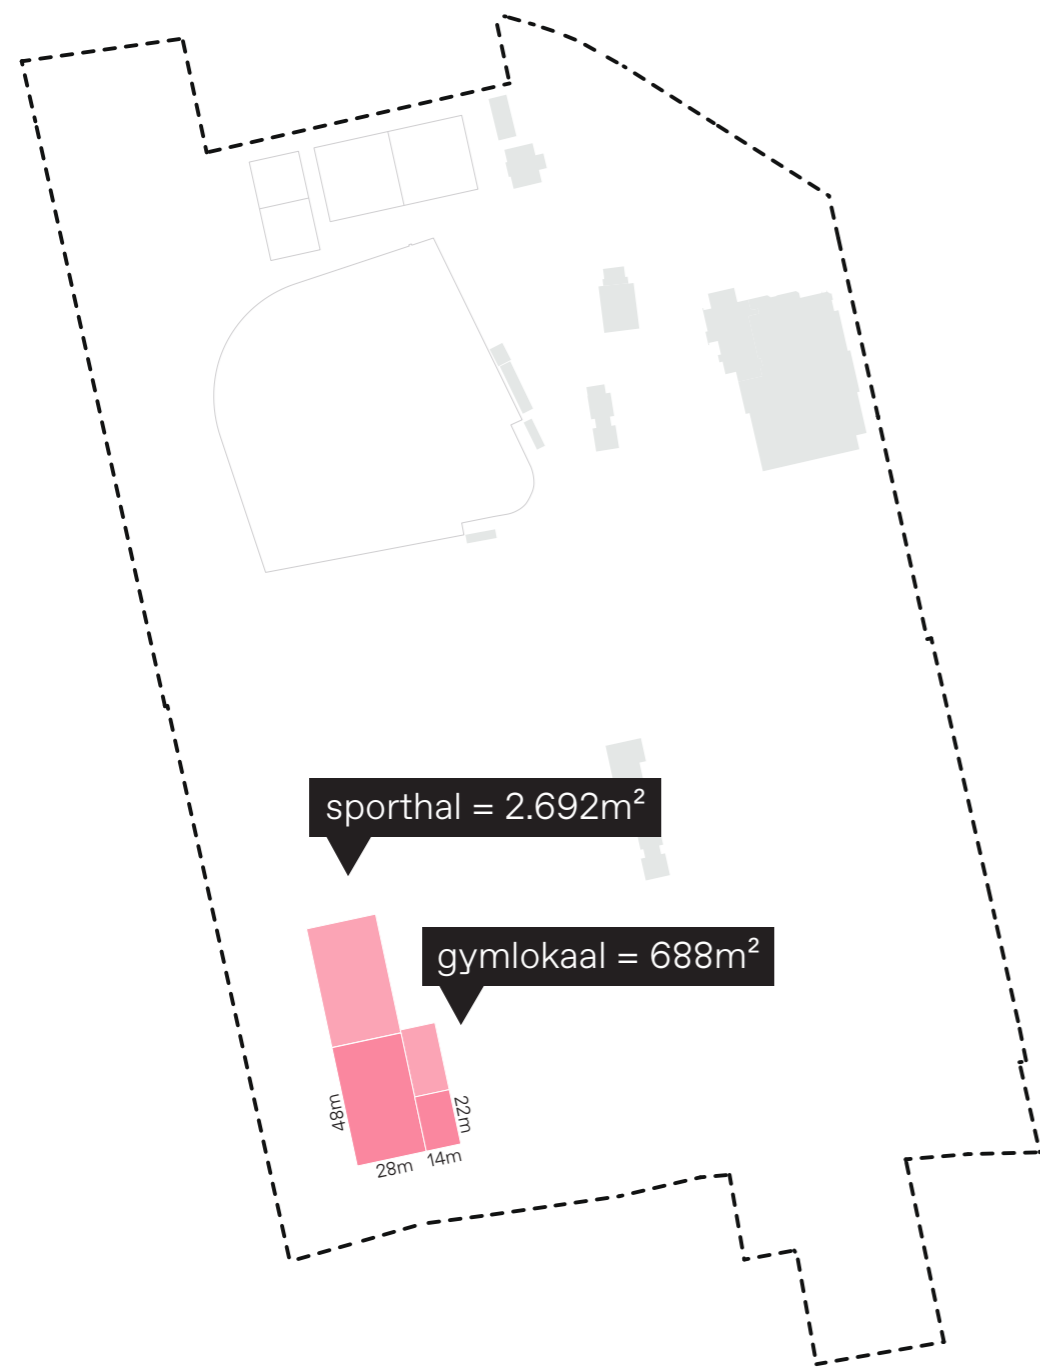 sporthal = 2.692m²
gymlokaal = 688m²
48m
22m
28m
14m